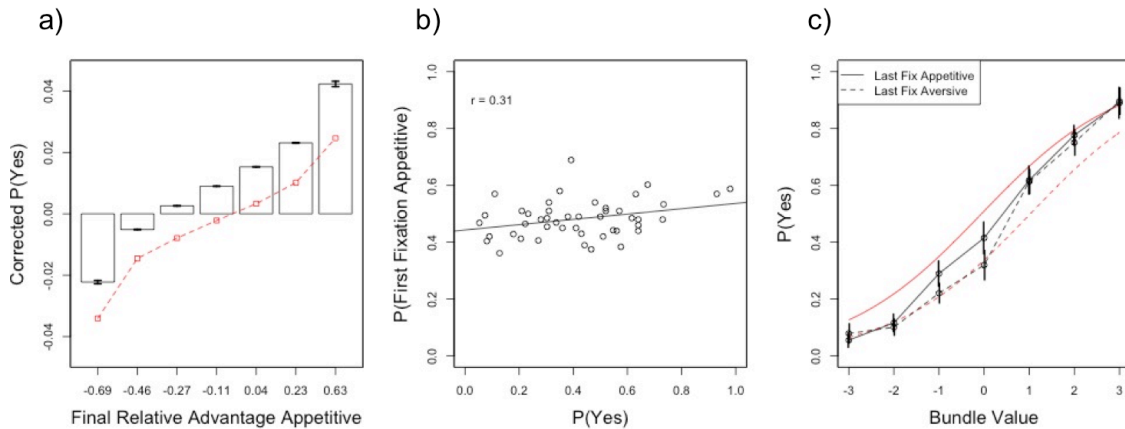 a)
b)
c)
Corrected P(Yes)
0.04
0.02
0.00
-0.02
-0.04
-0.69 -0.46 -0.27 -0.11 0.04 0.23 0.63
Final Relative Advantage Appetitive
P(First Fixation Appetitive)
1.0
0.8
0.6
0.4
0.2
0.0
r = 0.31
0.0 0.2 0.4 0.6 0.8 1.0
P(Yes)
P(Yes)
1.0
0.8
0.6
0.4
0.2
0.0
Last Fix Appetitive
Last Fix Aversive
-3 -2 -1 0 1 2 3
Bundle Value